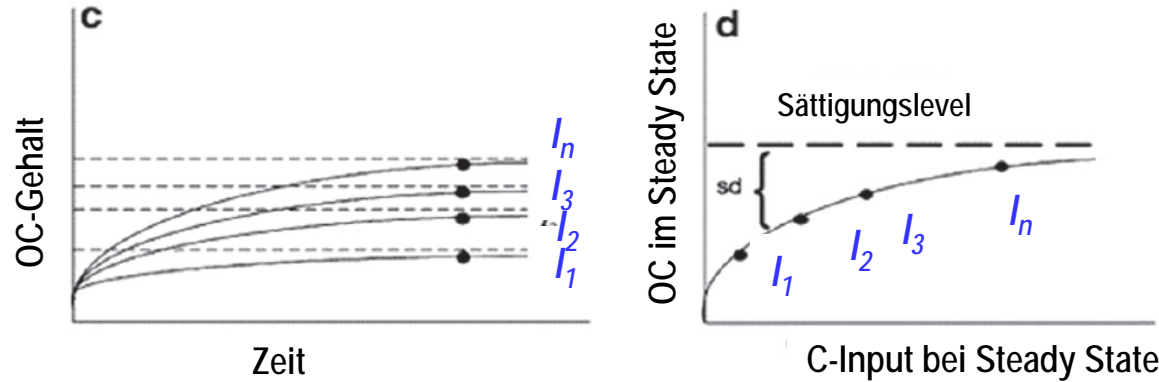 c
OC-Gehalt
Iₙ
I₃
I₂
I₁
Zeit
d
OC im Steady State
Sättigungslevel
sd
I₁
I₂
I₃
Iₙ
C-Input bei Steady State